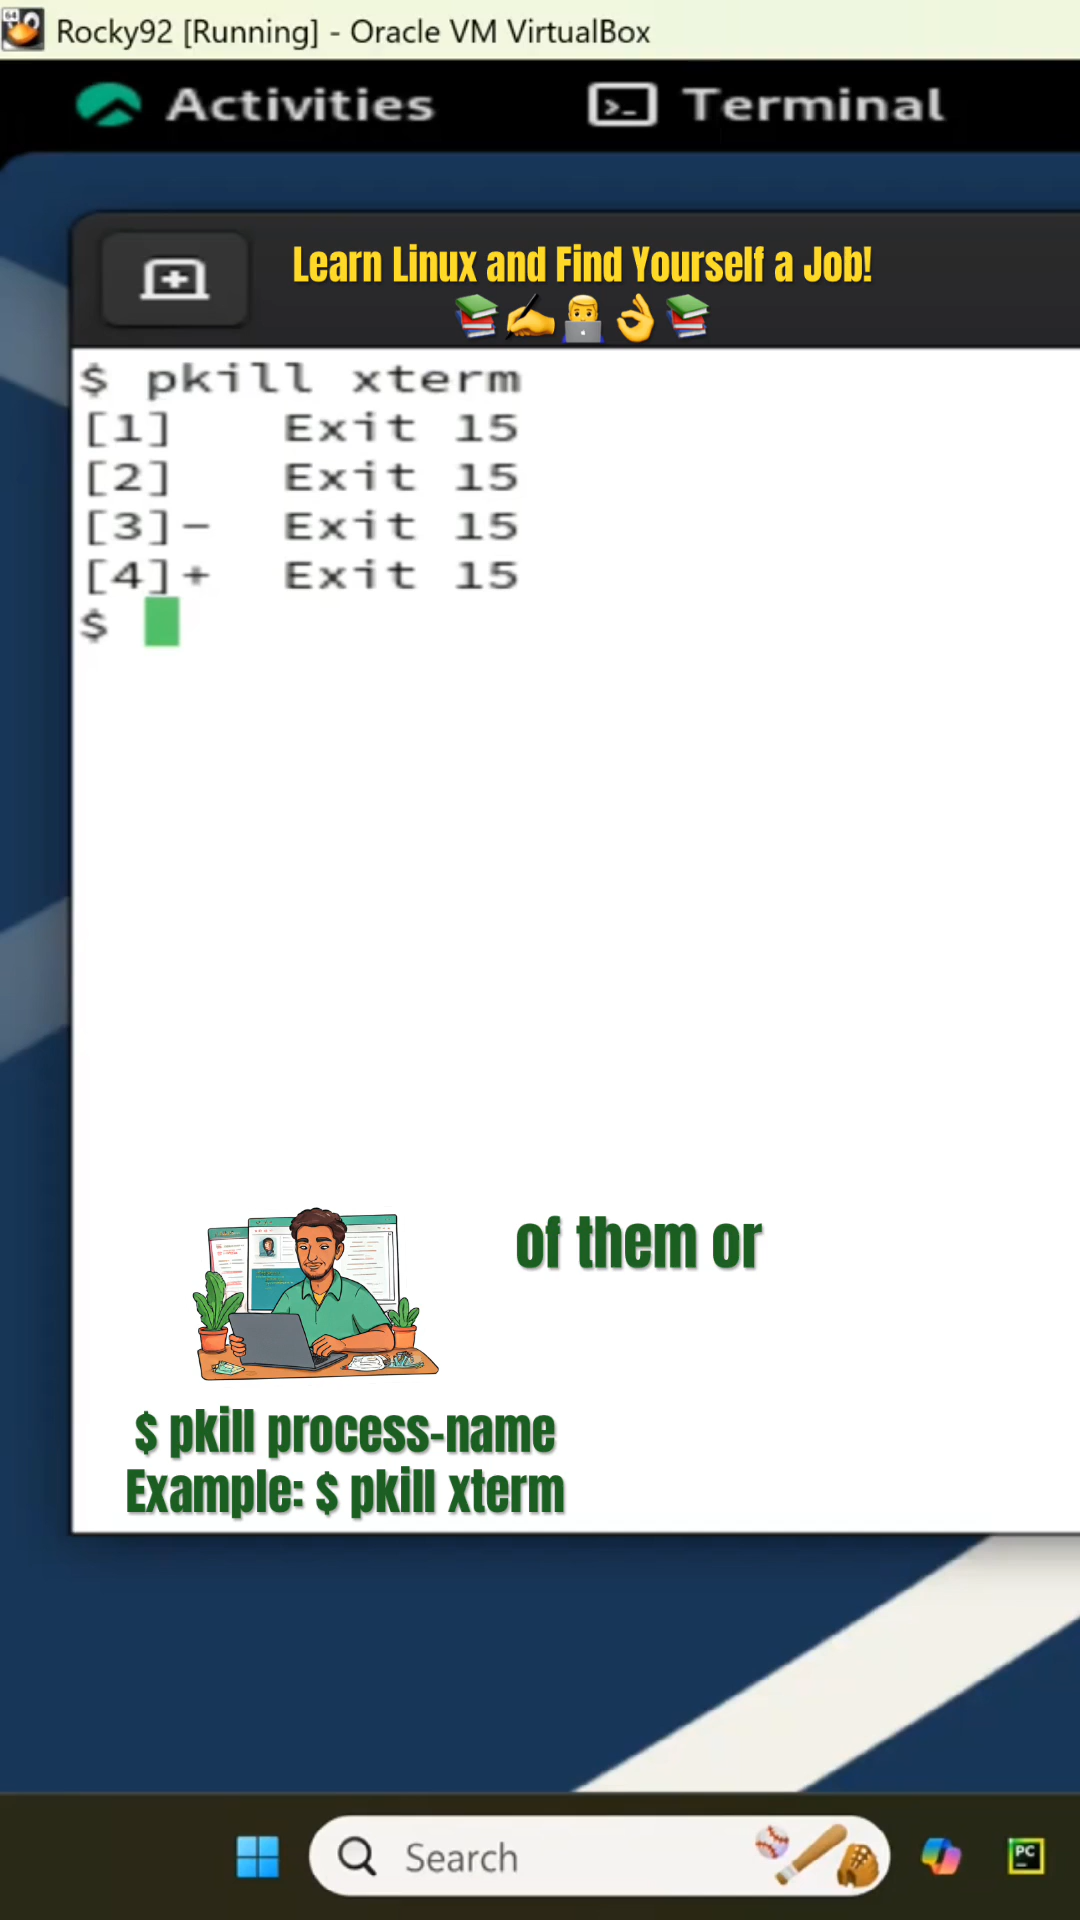 Rocky92 [Running] - Oracle VM VirtualBox
Activities
Terminal
Learn Linux and Find Yourself a Job!
$ pkill xterm
[1]    Exit 15
[2]    Exit 15
[3]-   Exit 15
[4]+   Exit 15
$
of them or
$ pkill process-name
Example: $ pkill xterm
Search
PC